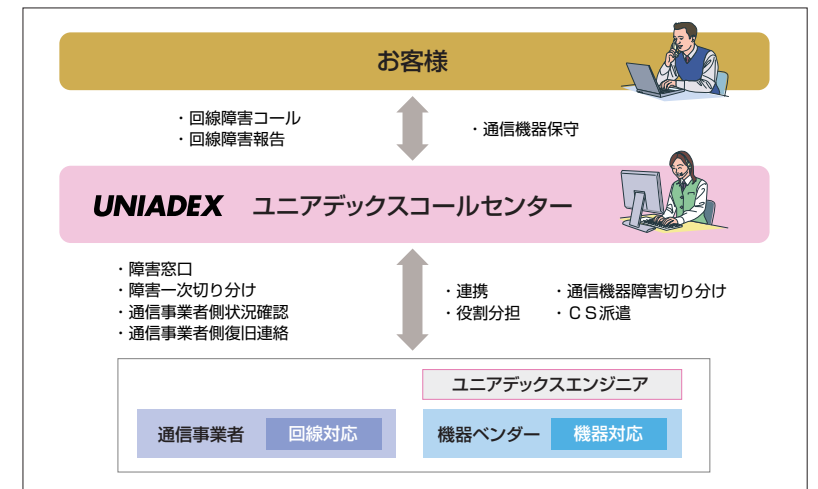 お客様
・回線障害コール
・回線障害報告
・通信機器保守
UNIADEX ユニアデックスコールセンター
・障害窓口
・障害一次切り分け
・通信事業者側状況確認
・通信事業者側復旧連絡
・連携
・役割分担
・通信機器障害切り分け
・ＣＳ派遣
ユニアデックスエンジニア
通信事業者 回線対応
機器ベンダー 機器対応